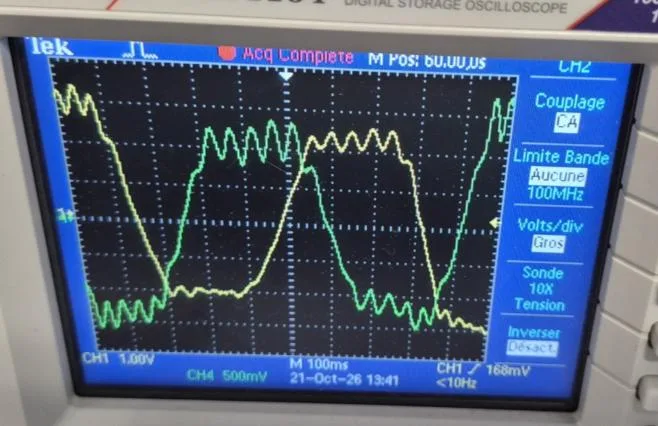 DIGITAL STORAGE OSCILLOSCOPE
Tek Acq Complete M Pos: 60.00µs
CH2
Couplage
CA
Limite Bande
Aucune
100MHz
Volts/div
Gros
Sonde
10X
Tension
Inverser
Désact.
CH1 1.00V M 100ms CH1 168mV
CH4 500mV 21-Oct-26 13:41 <10Hz